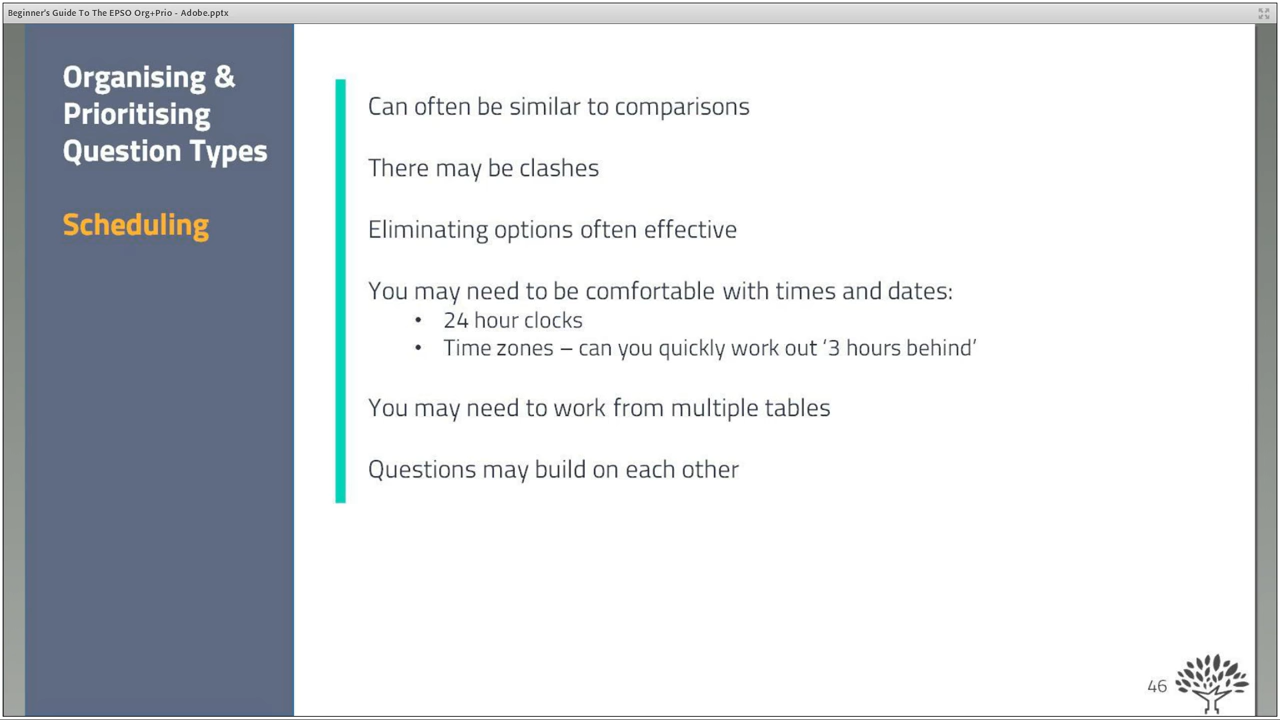 Beginner's Guide To The EPSO Org+Prio - Adobe.pptx
Organising &
Prioritising
Question Types
Scheduling
Can often be similar to comparisons
There may be clashes
Eliminating options often effective
You may need to be comfortable with times and dates:
• 24 hour clocks
• Time zones – can you quickly work out ‘3 hours behind’
You may need to work from multiple tables
Questions may build on each other
46